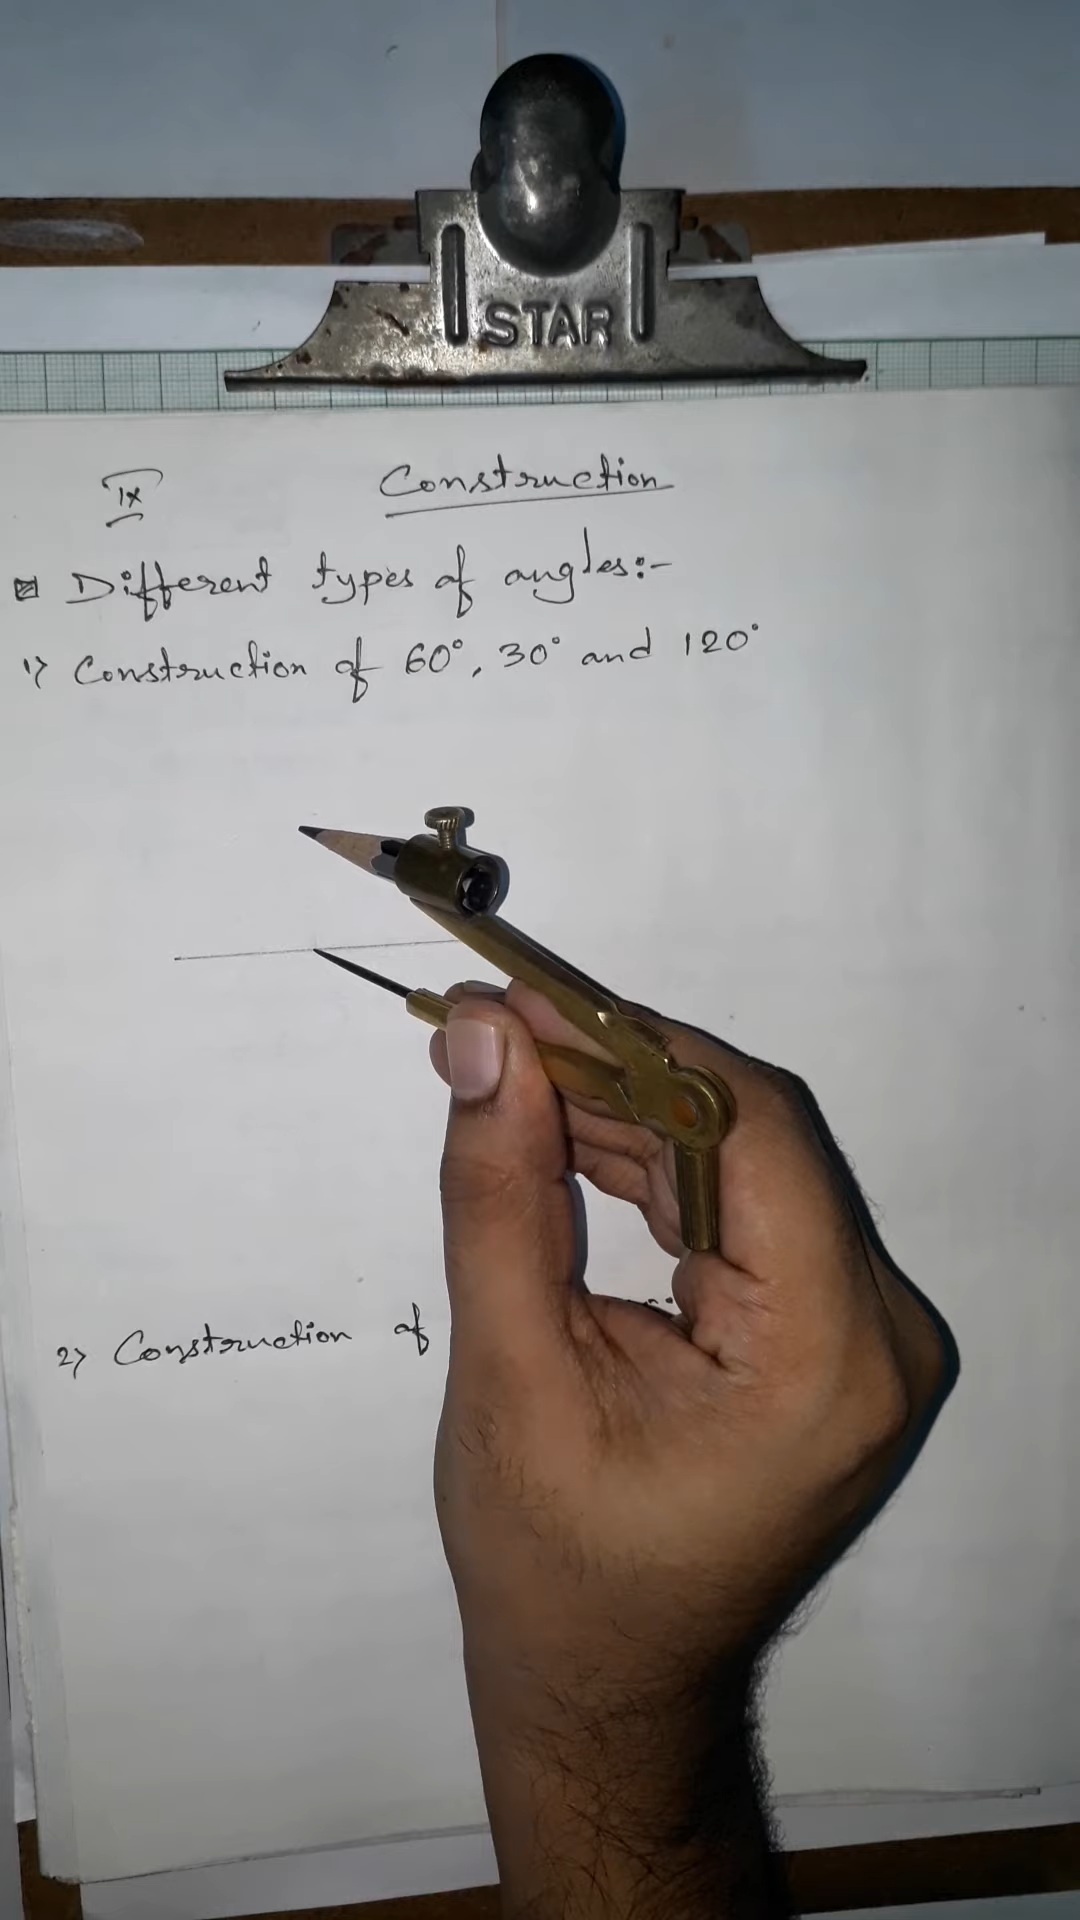 STAR
IX
Construction
Different types of angles:-
1) Construction of 60°, 30° and 120°
2) Construction of